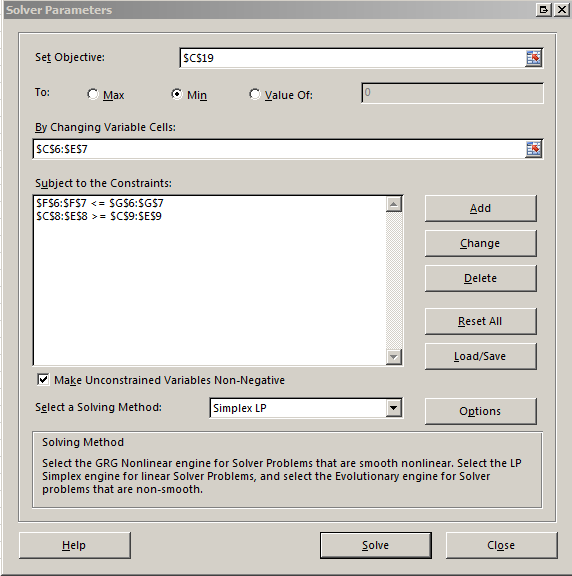 Solver Parameters
Set Objective: $C$19
To: Max Min Value Of: 0
By Changing Variable Cells:
$C$6:$E$7
Subject to the Constraints:
$F$6:$F$7 <= $G$6:$G$7
$C$8:$E$8 >= $C$9:$E$9
Add
Change
Delete
Reset All
Load/Save
Make Unconstrained Variables Non-Negative
Select a Solving Method: Simplex LP Options
Solving Method
Select the GRG Nonlinear engine for Solver Problems that are smooth nonlinear. Select the LP
Simplex engine for linear Solver Problems, and select the Evolutionary engine for Solver
problems that are non-smooth.
Help Solve Close